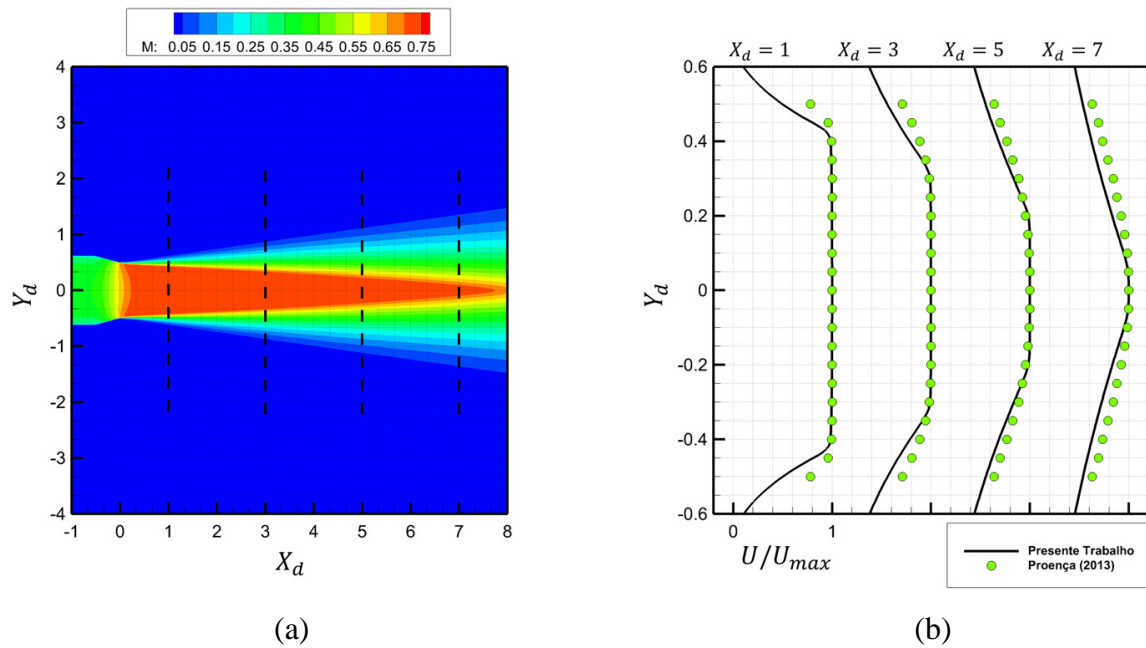 M: 0.05 0.15 0.25 0.35 0.45 0.55 0.65 0.75
4
3
2
1
0
-1
-2
-3
-4
Y_d
-1 0 1 2 3 4 5 6 7 8
X_d
(a)
X_d = 1 X_d = 3 X_d = 5 X_d = 7
0.6
0.4
0.2
0
-0.2
-0.4
-0.6
Y_d
0 1
U/U_max
Presente Trabalho
Proença (2013)
(b)